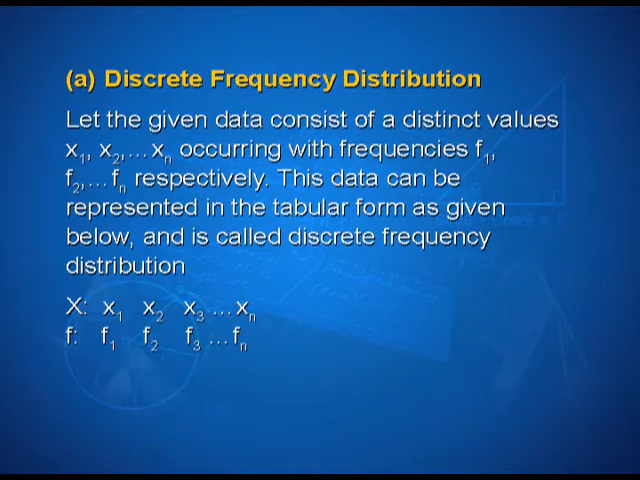 (a) Discrete Frequency Distribution
Let the given data consist of a distinct values
x₁, x₂,...xₙ occurring with frequencies f₁,
f₂,...fₙ respectively. This data can be
represented in the tabular form as given
below, and is called discrete frequency
distribution
X: x₁ x₂ x₃ ...xₙ
f: f₁ f₂ f₃ ...fₙ